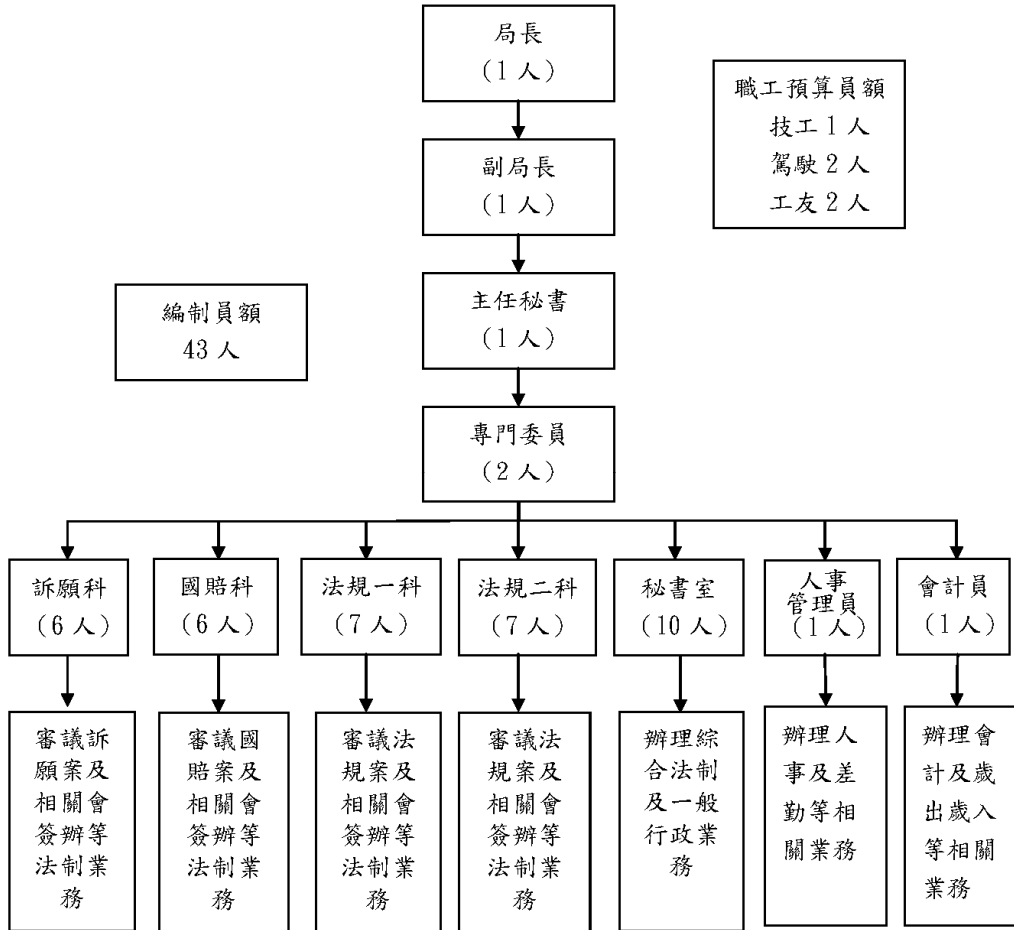 局長
(1人)
職工預算員額
技工1人
駕駛2人
工友2人
副局長
(1人)
編制員額
43人
主任秘書
(1人)
專門委員
(2人)
訴願科
(6人)
國賠科
(6人)
法規一科
(7人)
法規二科
(7人)
秘書室
(10人)
人事
管理員
(1人)
會計員
(1人)
審議訴
願案及
相關會
簽辦等
法制業
務
審議國
賠案及
相關會
簽辦等
法制業
務
審議法
規案及
相關會
簽辦等
法制業
務
審議法
規案及
相關會
簽辦等
法制業
務
辦理綜
合法制
及一般
行政業
務
辦理人
事及差
勤等相
關業務
辦理會
計及歲
出歲入
等相關
業務